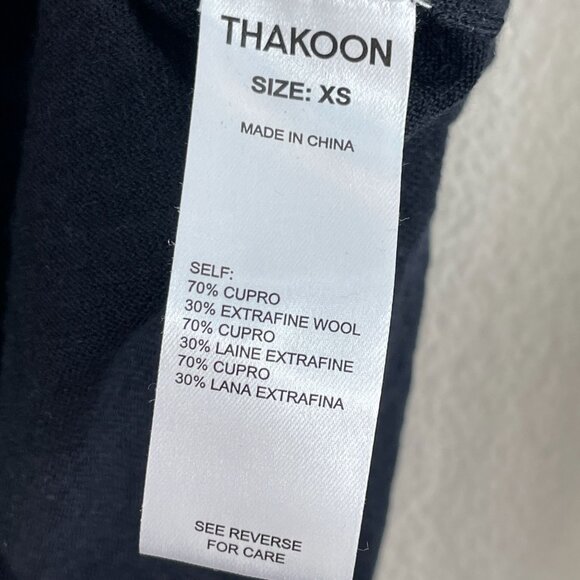 THAKOON
SIZE: XS
MADE IN CHINA
SELF:
70% CUPRO
30% EXTRAFINE WOOL
70% CUPRO
30% LAINE EXTRAFINE
70% CUPRO
30% LANA EXTRAFINA
SEE REVERSE
FOR CARE